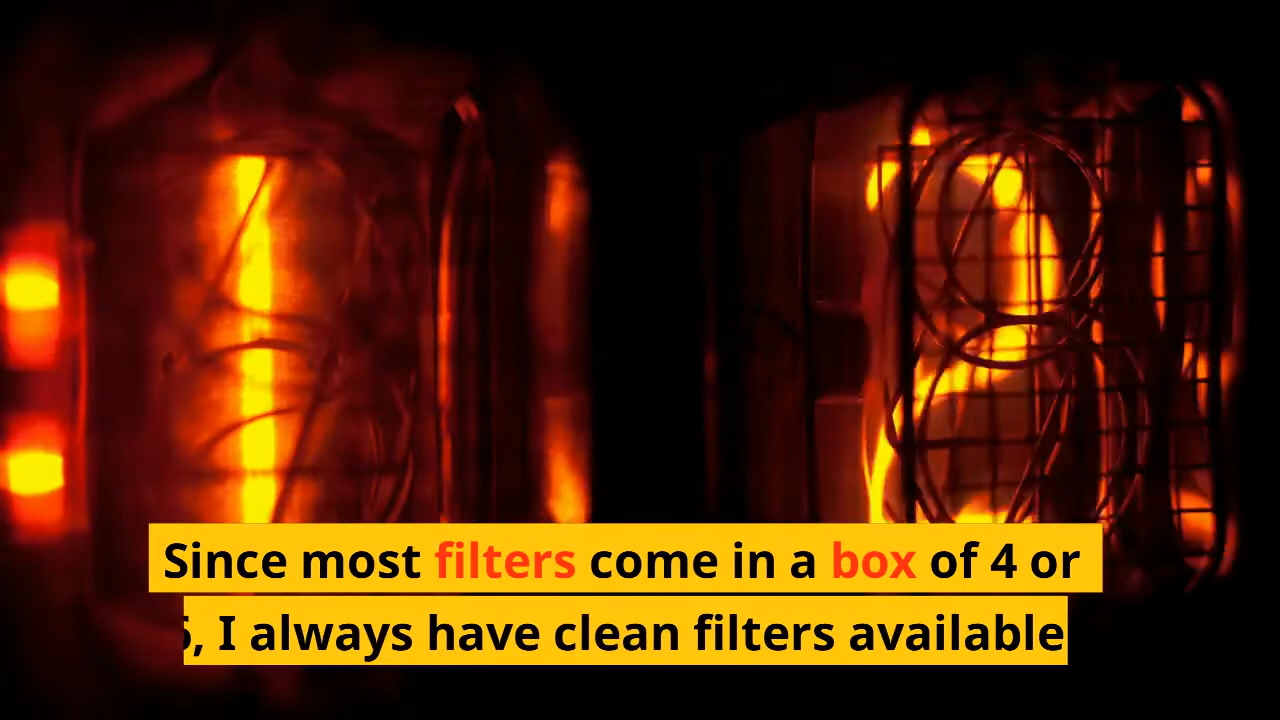 Since most filters come in a box of 4 or
, I always have clean filters available